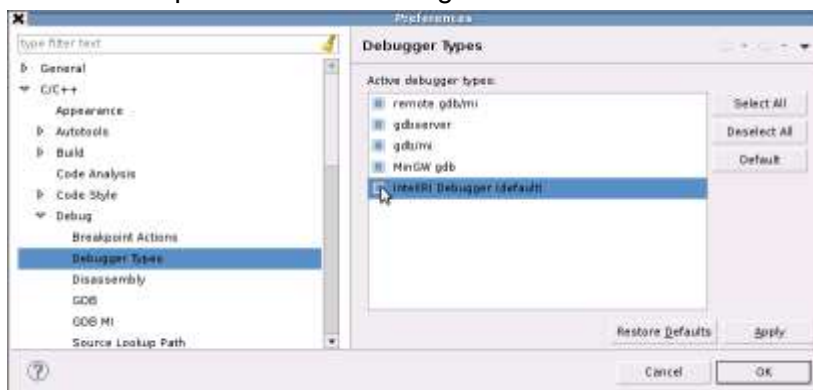 Preferences
type filter text
Debugger Types
General
C/C++
Appearance
Autotools
Build
Code Analysis
Code Style
Debug
Breakpoint Actions
Debugger Types
Disassembly
GDB
GDB MI
Source Lookup Path
Active debugger types:
remote gdb/mi
gdbserver
gdb/mi
MinGW gdb
Intel(R) Debugger (default)
Select All
Deselect All
Default
Restore Defaults
Apply
Cancel
OK